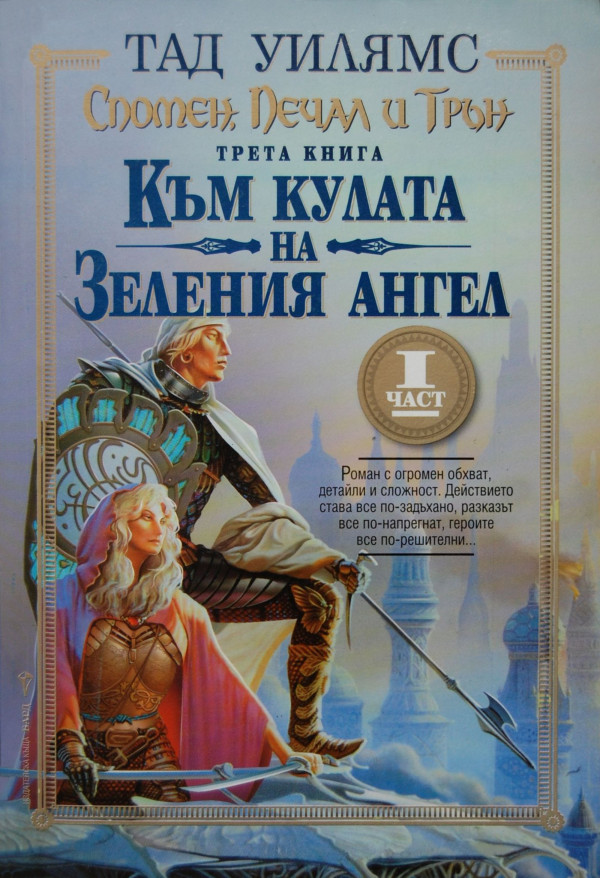 ТАД УИЛЯМС
Спомен, Печал и Трън
ТРЕТА КНИГА
КЪМ КУЛАТА
НА
ЗЕЛЕНИЯ АНГЕЛ
I
ЧАСТ
Роман с огромен обхват,
детайли и сложност. Действието
става все по-задъхано, разказът
все по-напрегнат, героите
все по-решителни...